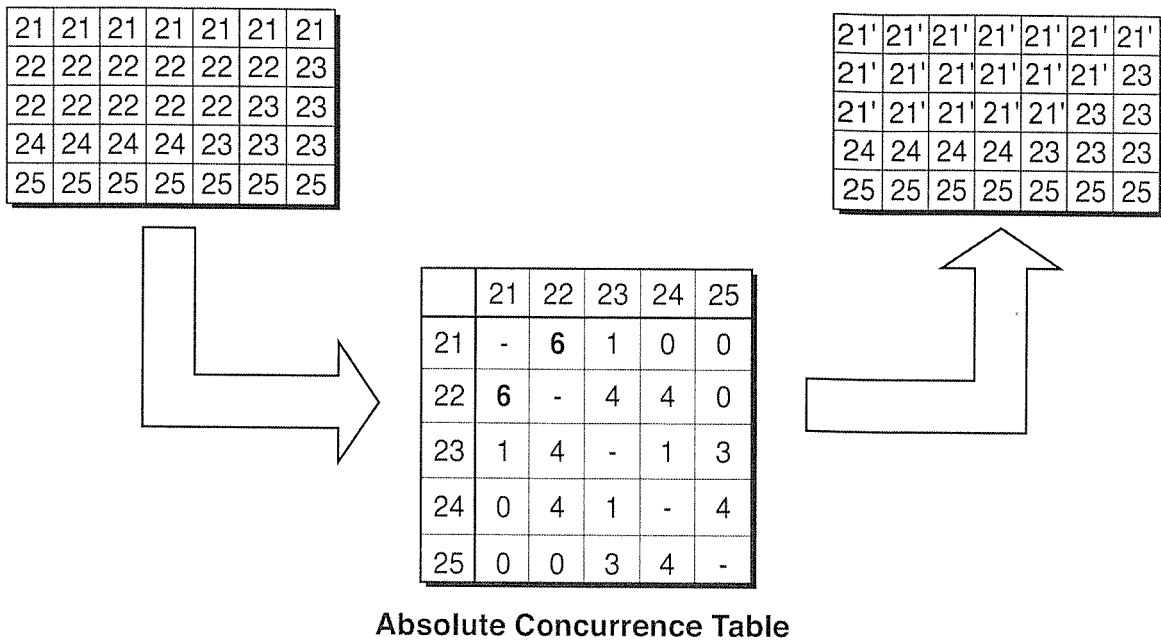 21 21 21 21 21 21 21
22 22 22 22 22 22 23
22 22 22 22 22 23 23
24 24 24 24 23 23 23
25 25 25 25 25 25 25
21' 21' 21' 21' 21' 21' 21'
21' 21' 21' 21' 21' 21' 23
21' 21' 21' 21' 21' 23 23
24 24 24 24 23 23 23
25 25 25 25 25 25 25
21 22 23 24 25
21 - 6 1 0 0
22 6 - 4 4 0
23 1 4 - 1 3
24 0 4 1 - 4
25 0 0 3 4 -
Absolute Concurrence Table